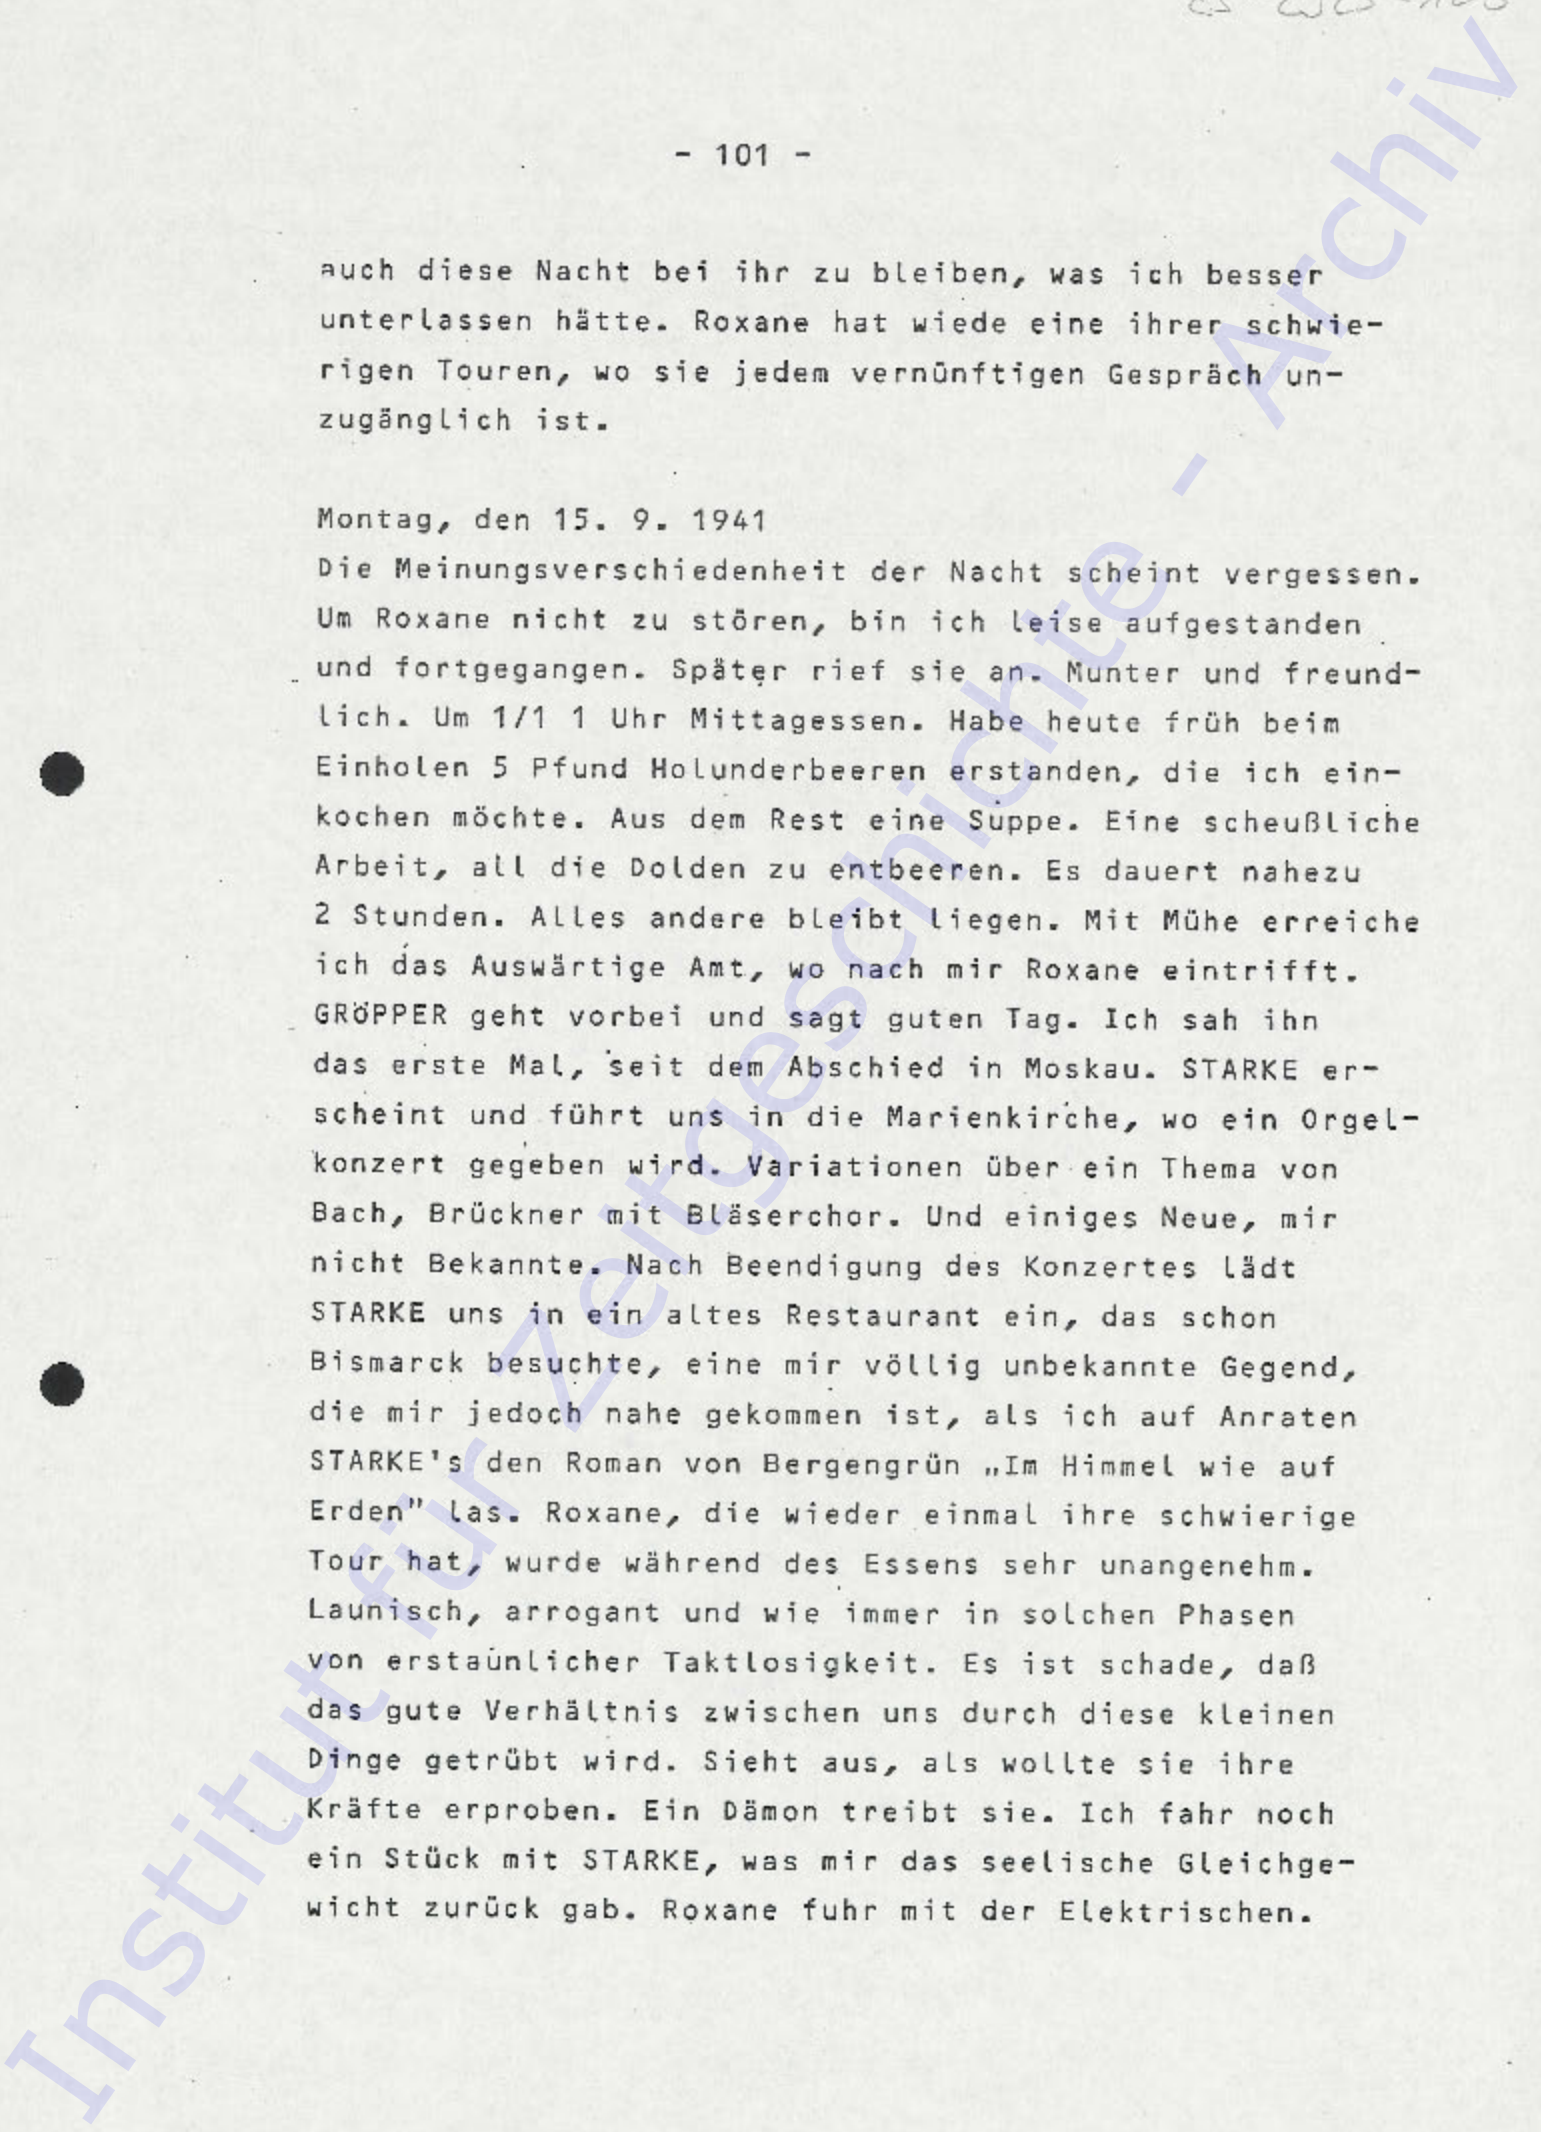 - 101 -
auch diese Nacht bei ihr zu bleiben, was ich besser
unterlassen hätte. Roxane hat wiede eine ihrer schwie-
rigen Touren, wo sie jedem vernünftigen Gespräch un-
zugänglich ist.
Montag, den 15. 9. 1941
Die Meinungsverschiedenheit der Nacht scheint vergessen.
Um Roxane nicht zu stören, bin ich leise aufgestanden
und fortgegangen. Später rief sie an. Munter und freund-
lich. Um 1/1 1 Uhr Mittagessen. Habe heute früh beim
Einholen 5 Pfund Holunderbeeren erstanden, die ich ein-
kochen möchte. Aus dem Rest eine Suppe. Eine scheußliche
Arbeit, all die Dolden zu entbeeren. Es dauert nahezu
2 Stunden. Alles andere bleibt liegen. Mit Mühe erreiche
ich das Auswärtige Amt, wo nach mir Roxane eintrifft.
GRÖPPER geht vorbei und sagt guten Tag. Ich sah ihn
das erste Mal, seit dem Abschied in Moskau. STARKE er-
scheint und führt uns in die Marienkirche, wo ein Orgel-
konzert gegeben wird. Variationen über ein Thema von
Bach, Brückner mit Bläserchor. Und einiges Neue, mir
nicht Bekannte. Nach Beendigung des Konzertes lädt
STARKE uns in ein altes Restaurant ein, das schon
Bismarck besuchte, eine mir völlig unbekannte Gegend,
die mir jedoch nahe gekommen ist, als ich auf Anraten
STARKE's den Roman von Bergengrün „Im Himmel wie auf
Erden" las. Roxane, die wieder einmal ihre schwierige
Tour hat, wurde während des Essens sehr unangenehm.
Launisch, arrogant und wie immer in solchen Phasen
von erstaunlicher Taktlosigkeit. Es ist schade, daß
das gute Verhältnis zwischen uns durch diese kleinen
Dinge getrübt wird. Sieht aus, als wollte sie ihre
Kräfte erproben. Ein Dämon treibt sie. Ich fahr noch
ein Stück mit STARKE, was mir das seelische Gleichge-
wicht zurück gab. Roxane fuhr mit der Elektrischen.
Institut für Zeitgeschichte - Archiv